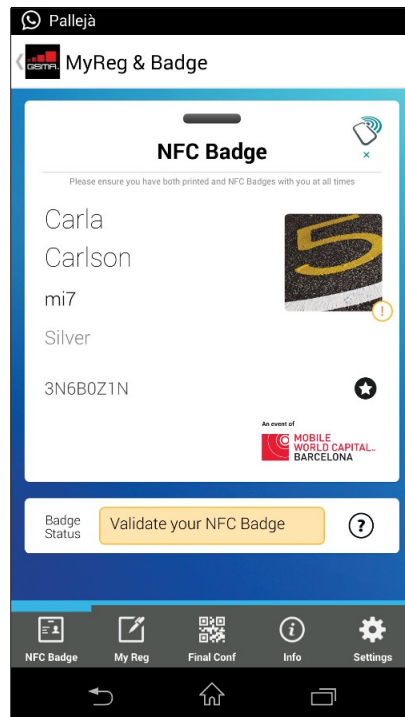 Pallejà
GSMA
MyReg & Badge
NFC Badge
Please ensure you have both printed and NFC Badges with you at all times
Carla
Carlson
mi7
Silver
3N6B0Z1N
5
!
An event of
MOBILE
WORLD CAPITAL..
BARCELONA
Badge
Status
Validate your NFC Badge
?
NFC Badge
My Reg
Final Conf
Info
Settings